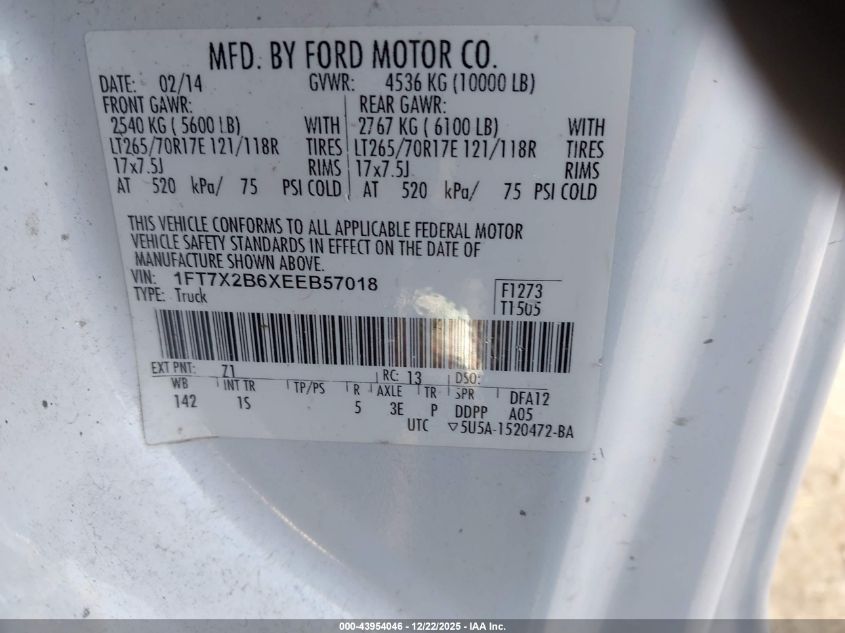 MFD. BY FORD MOTOR CO.
DATE: 02/14 GVWR: 4536 KG (10000 LB)
FRONT GAWR: REAR GAWR:
2540 KG ( 5600 LB) WITH 2767 KG ( 6100 LB) WITH
LT265/70R17E 121/118R TIRES LT265/70R17E 121/118R TIRES
17x7.5J RIMS 17x7.5J RIMS
AT 520 kPa/ 75 PSI COLD AT 520 kPa/ 75 PSI COLD
THIS VEHICLE CONFORMS TO ALL APPLICABLE FEDERAL MOTOR
VEHICLE SAFETY STANDARDS IN EFFECT ON THE DATE OF
MANUFACTURE SHOWN ABOVE.
VIN: 1FT7X2B6XEEB57018 F1273
TYPE: Truck T1505
EXT PNT: Z1 RC: 13 DSO:
WB INT TR TP/PS R AXLE TR SPR DFA12
142 1S 5 3E P DDPP A05
UTC ▽5U5A-1520472-BA
000-43954046 - 12/22/2025 - IAA Inc.